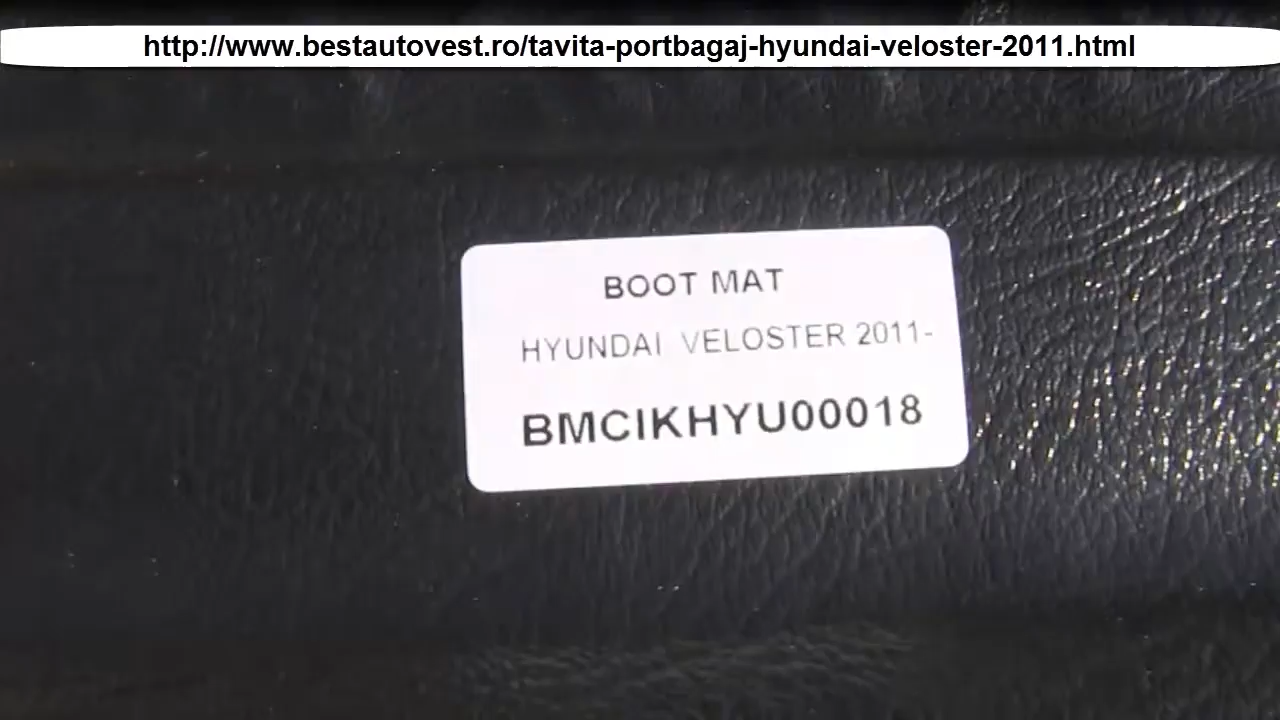 http://www.bestautovest.ro/tavita-portbagaj-hyundai-veloster-2011.html
BOOT MAT
HYUNDAI VELOSTER 2011-
BMCIKHYU00018